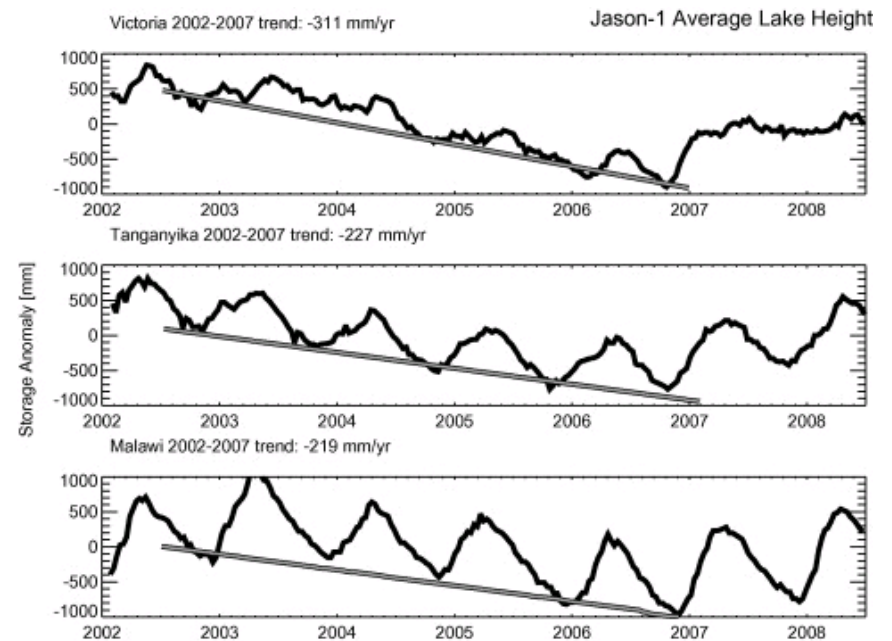 Victoria 2002-2007 trend: -311 mm/yr
Jason-1 Average Lake Height
1000
500
0
-500
-1000
2002 2003 2004 2005 2006 2007 2008
Tanganyika 2002-2007 trend: -227 mm/yr
Storage Anomaly [mm]
1000
500
0
-500
-1000
2002 2003 2004 2005 2006 2007 2008
Malawi 2002-2007 trend: -219 mm/yr
1000
500
0
-500
-1000
2002 2003 2004 2005 2006 2007 2008